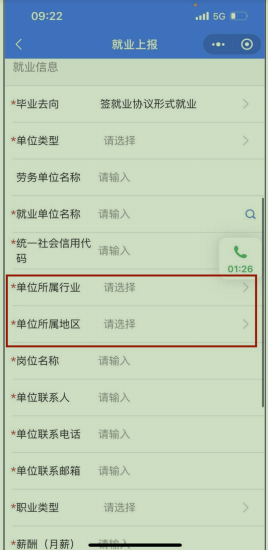 09:22
5G
就业上报
就业信息
*毕业去向 签就业协议形式就业
*单位类型 请选择
劳务单位名称 请输入
*就业单位名称 请输入
*统一社会信用代
码 请输入
01:26
*单位所属行业 请选择
*单位所属地区 请选择
*岗位名称 请输入
*单位联系人 请输入
*单位联系电话 请输入
*单位联系邮箱 请输入
*职业类型 请选择
*薪酬（月薪） 请输入